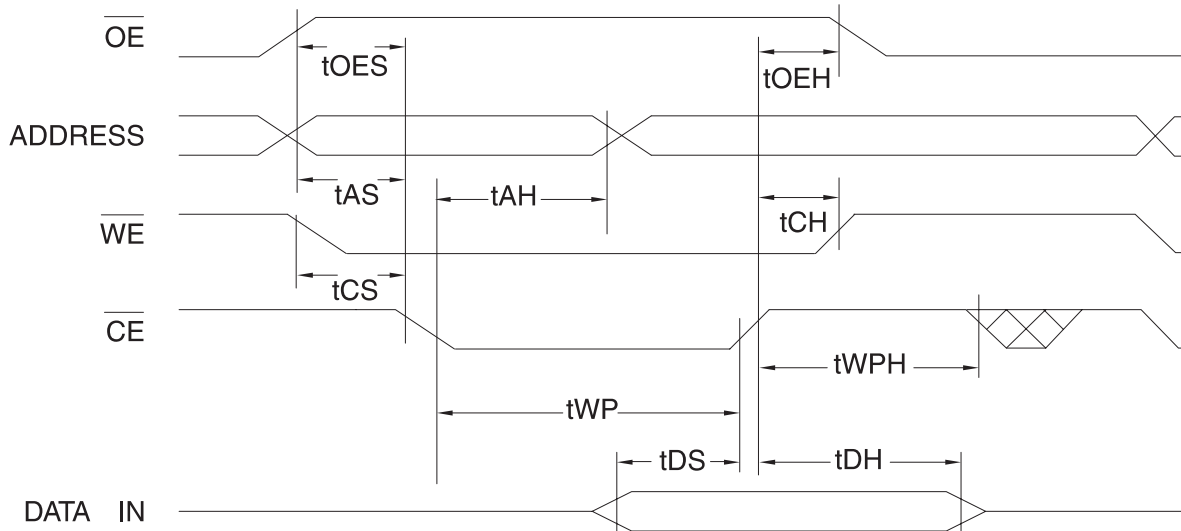 OE
tOES
tOEH
ADDRESS
tAS
tAH
tCH
WE
tCS
CE
tWPH
tWP
tDS
tDH
DATA IN